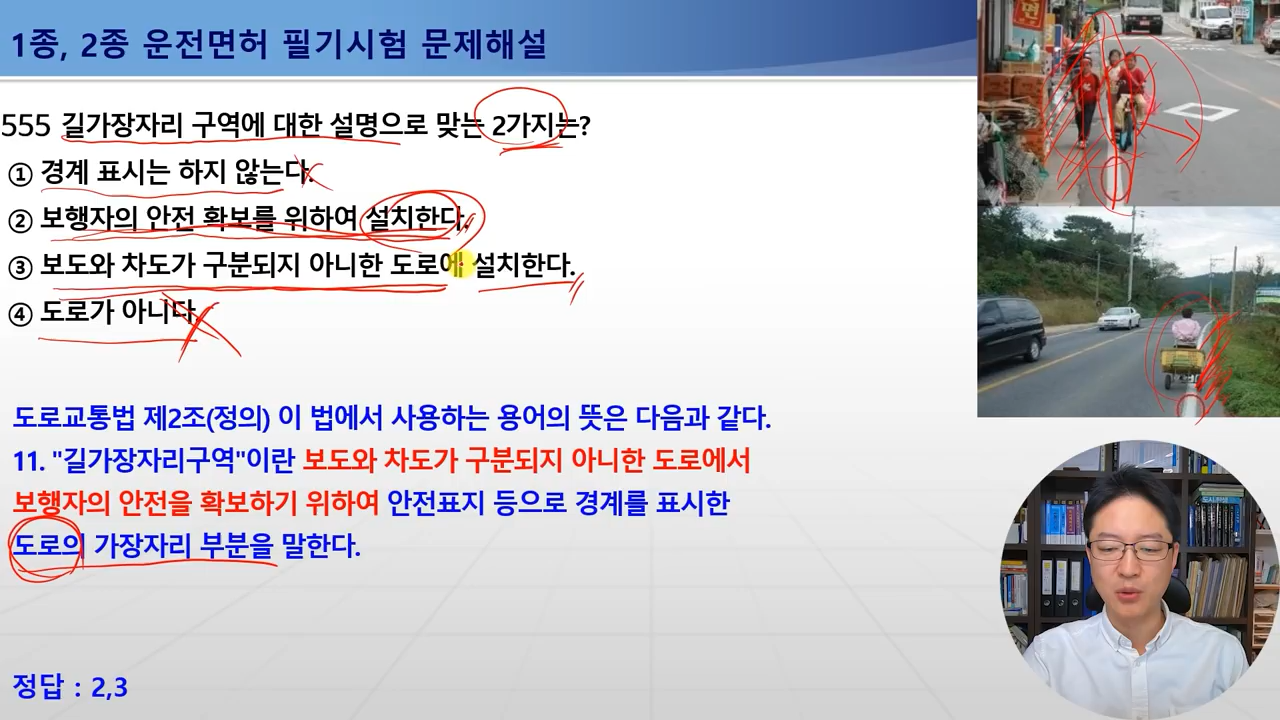 1종, 2종 운전면허 필기시험 문제해설
555 길가장자리 구역에 대한 설명으로 맞는 2가지는?
① 경계 표시는 하지 않는다.
② 보행자의 안전 확보를 위하여 설치한다.
③ 보도와 차도가 구분되지 아니한 도로에 설치한다.
④ 도로가 아니다.
도로교통법 제2조(정의) 이 법에서 사용하는 용어의 뜻은 다음과 같다.
11. "길가장자리구역"이란 보도와 차도가 구분되지 아니한 도로에서
보행자의 안전을 확보하기 위하여 안전표지 등으로 경계를 표시한
도로의 가장자리 부분을 말한다.
정답 : 2,3